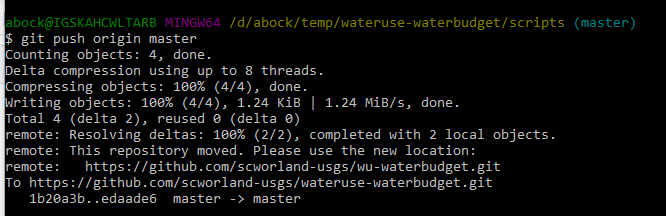 abock@IGSKAHCWLTARB MINGW64 /d/abock/temp/wateruse-waterbudget/scripts (master)
$ git push origin master
Counting objects: 4, done.
Delta compression using up to 8 threads.
Compressing objects: 100% (4/4), done.
Writing objects: 100% (4/4), 1.24 KiB | 1.24 MiB/s, done.
Total 4 (delta 2), reused 0 (delta 0)
remote: Resolving deltas: 100% (2/2), completed with 2 local objects.
remote: This repository moved. Please use the new location:
remote:   https://github.com/scworland-usgs/wu-waterbudget.git
To https://github.com/scworland-usgs/wateruse-waterbudget.git
   1b20a3b..edaade6  master -> master